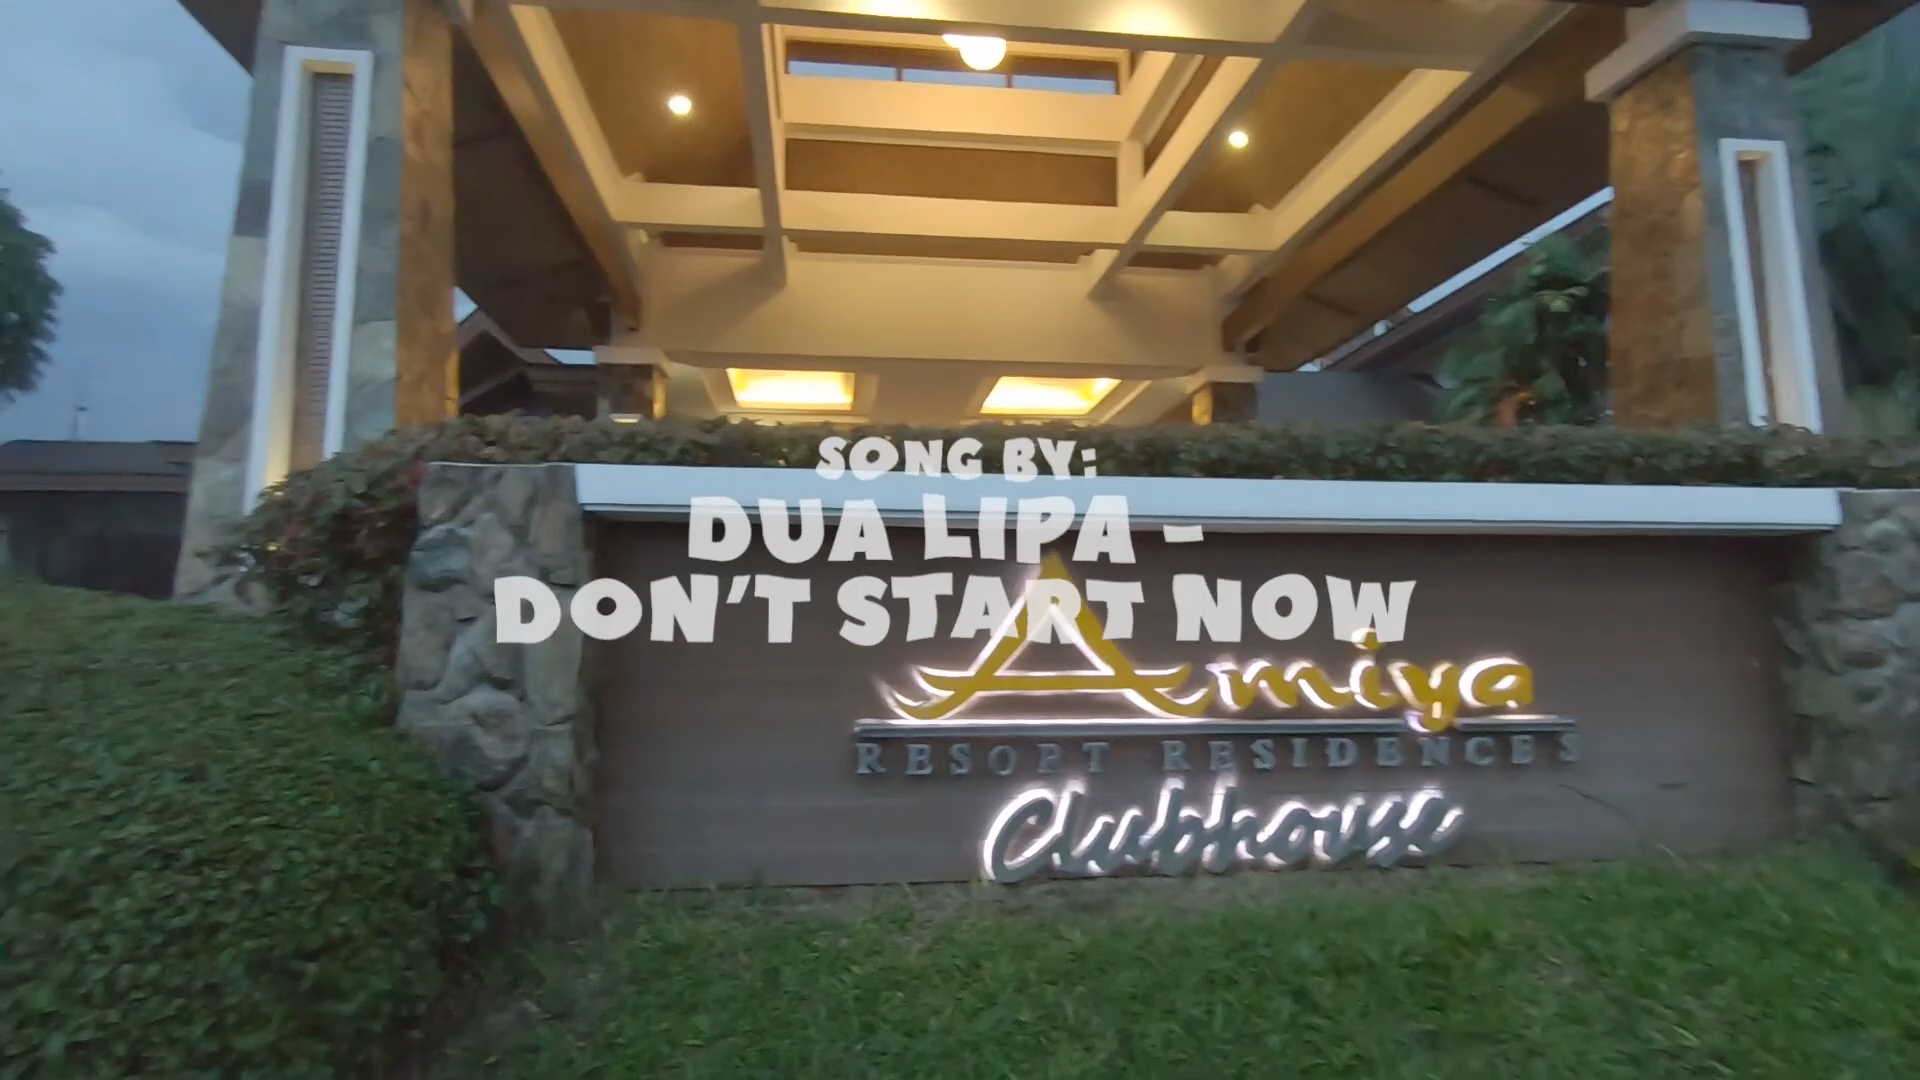 SONG BY:
DUA LIPA -
DON'T START NOW
Amiya
RESORT RESIDENCES
Clubhouse